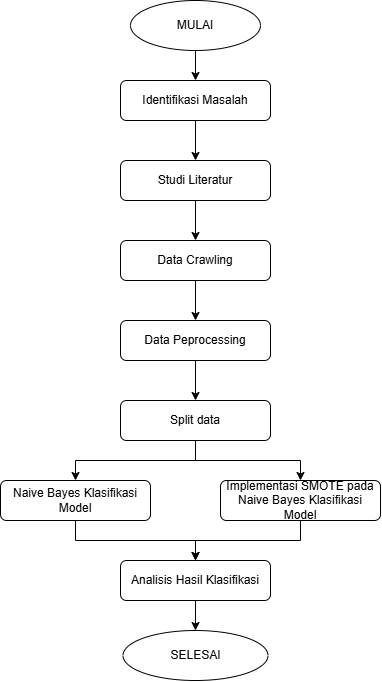 MULAI
Identifikasi Masalah
Studi Literatur
Data Crawling
Data Peprocessing
Split data
Naive Bayes Klasifikasi
Model
Implementasi SMOTE pada
Naive Bayes Klasifikasi
Model
Analisis Hasil Klasifikasi
SELESAI